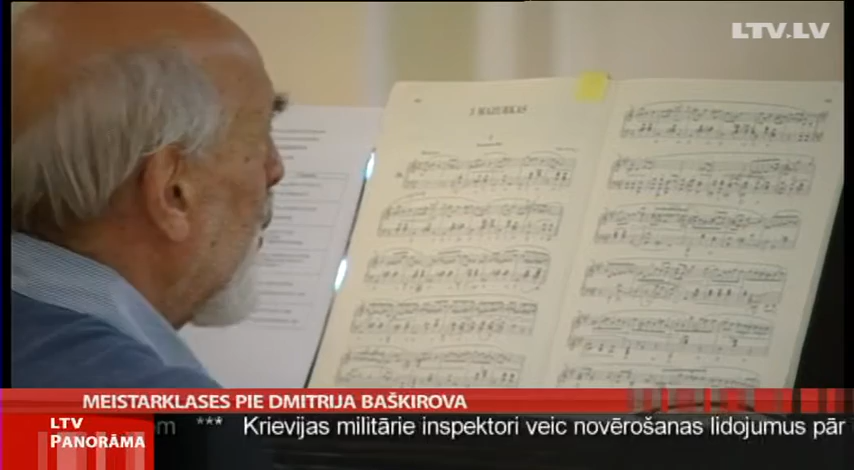 LTV.LV
3 MAZURKAS
MEISTARKLASES PIE DMITRIJA BAŠKIROVA
LTV
PANORĀMA
*** Krievijas militārie inspektori veic novērošanas lidojumus pār